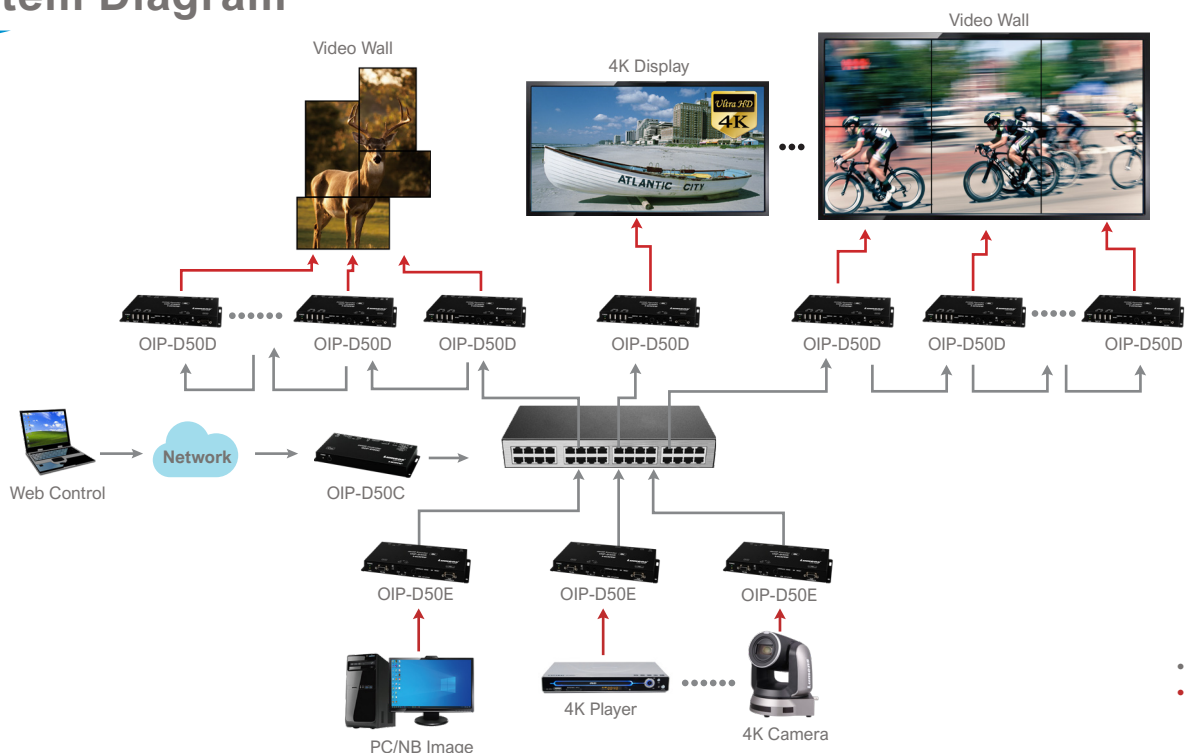 tem Diagram
Video Wall
4K Display
Video Wall
Ultra HD
4K
ATLANTIC CITY
OIP-D50D
OIP-D50D
OIP-D50D
OIP-D50D
OIP-D50D
OIP-D50D
OIP-D50D
Web Control
Network
OIP-D50C
OIP-D50E
OIP-D50E
OIP-D50E
PC/NB Image
4K Player
4K Camera